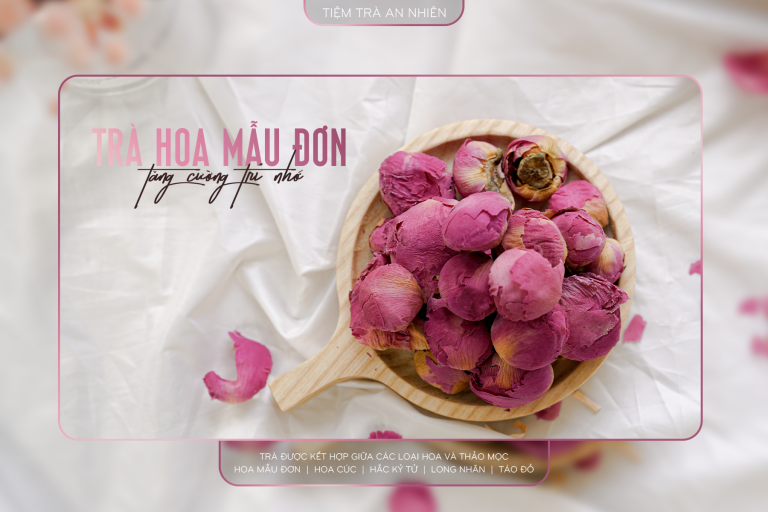 TIỆM TRÀ AN NHIÊN
TRÀ HOA MẪU ĐƠN
tăng cường trí nhớ
TRÀ ĐƯỢC KẾT HỢP GIỮA CÁC LOẠI HOA VÀ THẢO MỌC
HOA MẪU ĐƠN | HOA CÚC | HẮC KỶ TỬ | LONG NHÃN | TÁO ĐỎ